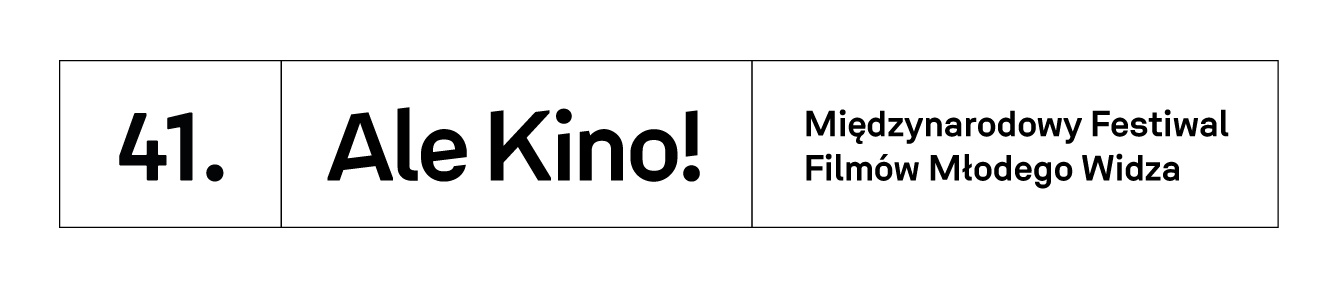 41.
Ale Kino!
Międzynarodowy Festiwal
Filmów Młodego Widza